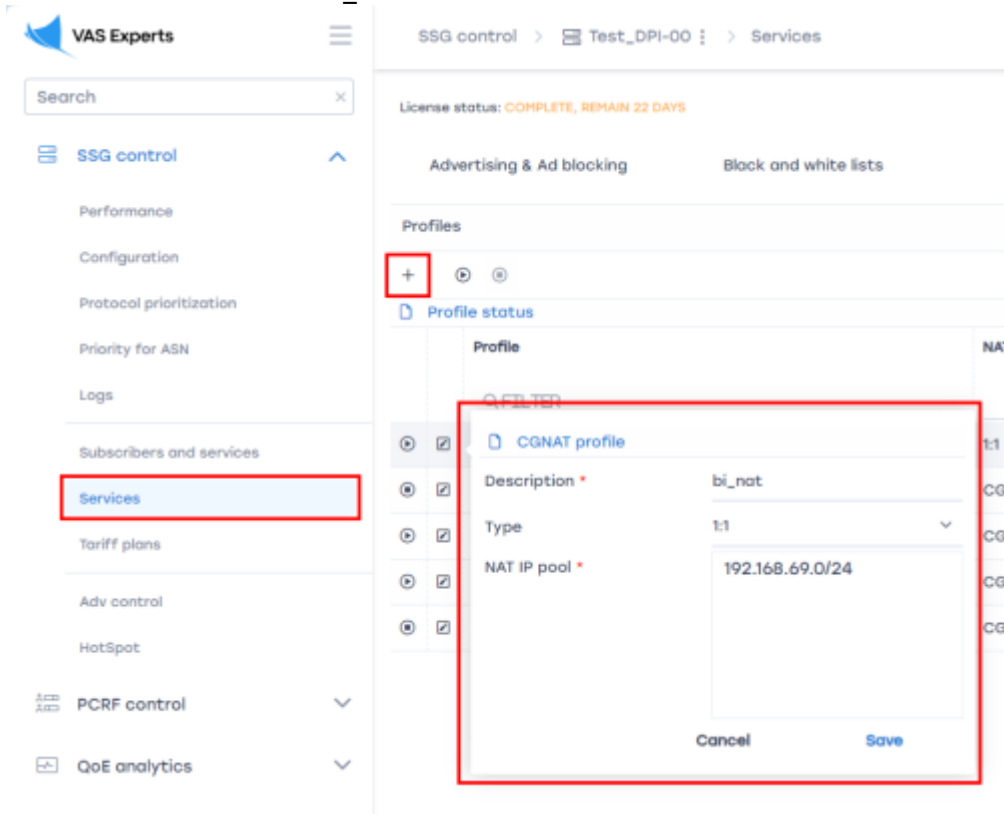 VAS Experts
SSG control > Test_DPI-00 > Services
Search
License status: COMPLETE, REMAIN 22 DAYS
SSG control
Advertising & Ad blocking
Black and white lists
Performance
Profiles
Configuration
Protocol prioritization
Profile status
Priority for ASN
Profile
Logs
FILTER
Subscribers and services
CGNAT profile
1:1
Services
Description *
bi_nat
Tariff plans
Type
1:1
NAT IP pool *
192.168.69.0/24
Adv control
HotSpot
PCRF control
Cancel
Save
QoE analytics